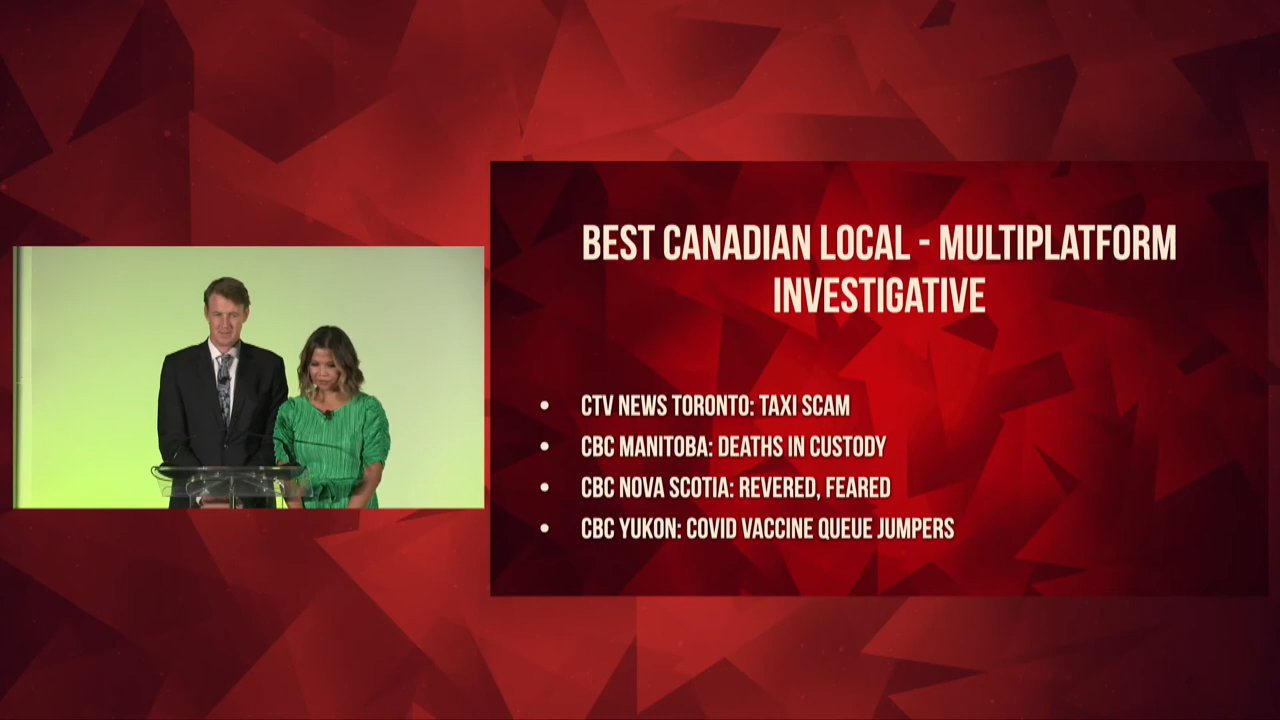 BEST CANADIAN LOCAL - MULTIPLATFORM
INVESTIGATIVE
• CTV NEWS TORONTO: TAXI SCAM
• CBC MANITOBA: DEATHS IN CUSTODY
• CBC NOVA SCOTIA: REVERED, FEARED
• CBC YUKON: COVID VACCINE QUEUE JUMPERS